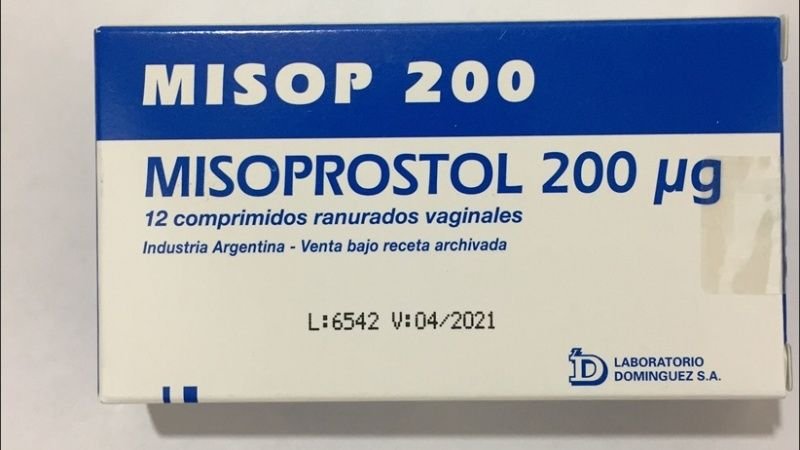 MISOP 200
MISOPROSTOL 200 µg
12 comprimidos ranurados vaginales
Industria Argentina - Venta bajo receta archivada
L:6542 V:04/2021
LABORATORIO
DOMINGUEZ S.A.